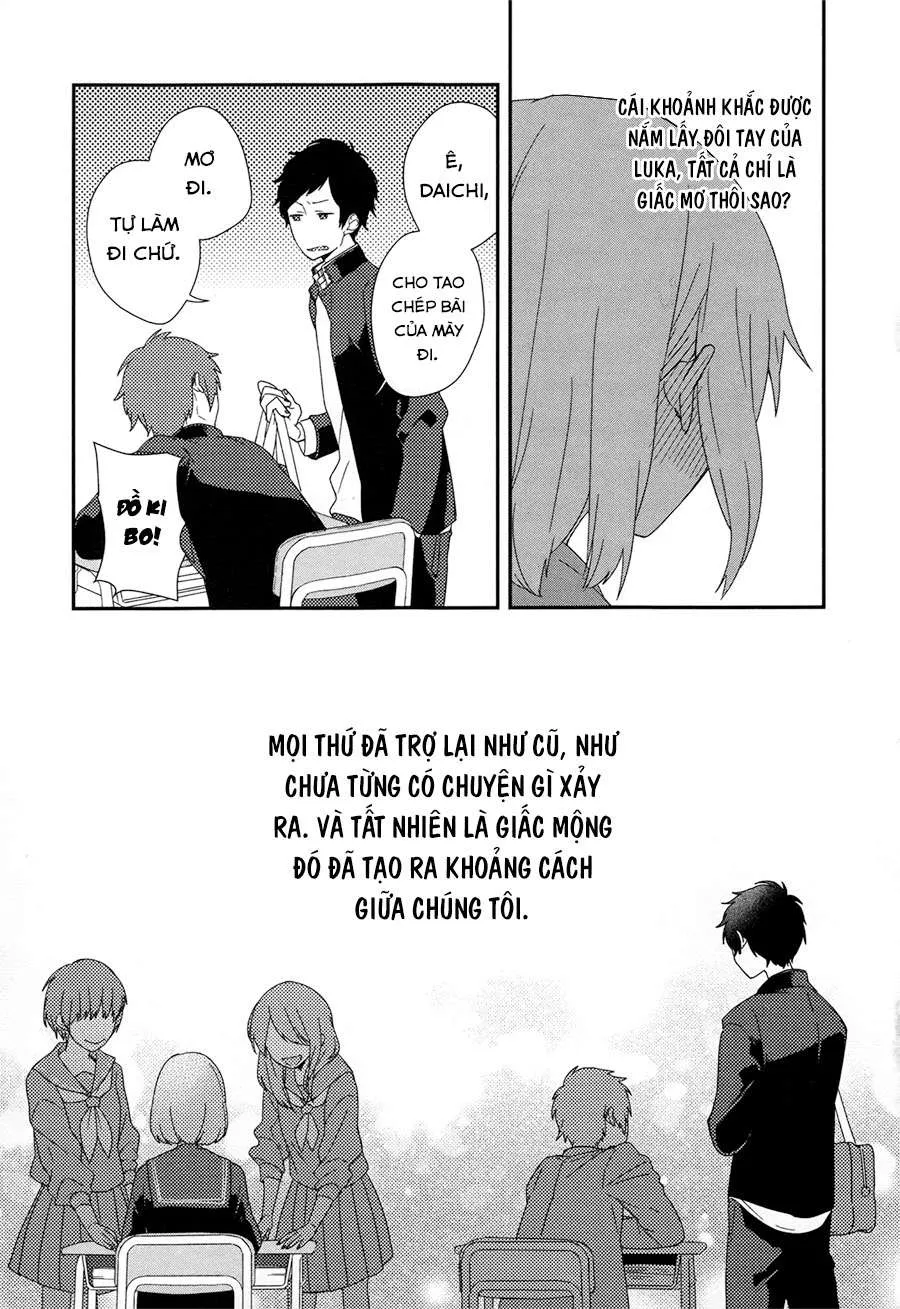 CÁI KHOẢNH KHẮC ĐƯỢC
NẮM LẤY ĐÔI TAY CỦA
LUKA, TẤT CẢ CHỈ LÀ
GIẤC MƠ THÔI SAO?
Ê,
DAICHI,
CHO TAO
CHÉP BÀI
CỦA MÀY
ĐI.
MƠ
ĐI.
TỰ LÀM
ĐI CHỨ.
ĐỒ KI
BO!
MỌI THỨ ĐÃ TRỢ LẠI NHƯ CŨ, NHƯ
CHƯA TỪNG CÓ CHUYỆN GÌ XẢY
RA. VÀ TẤT NHIÊN LÀ GIẤC MỘNG
ĐÓ ĐÃ TẠO RA KHOẢNG CÁCH
GIỮA CHÚNG TÔI.